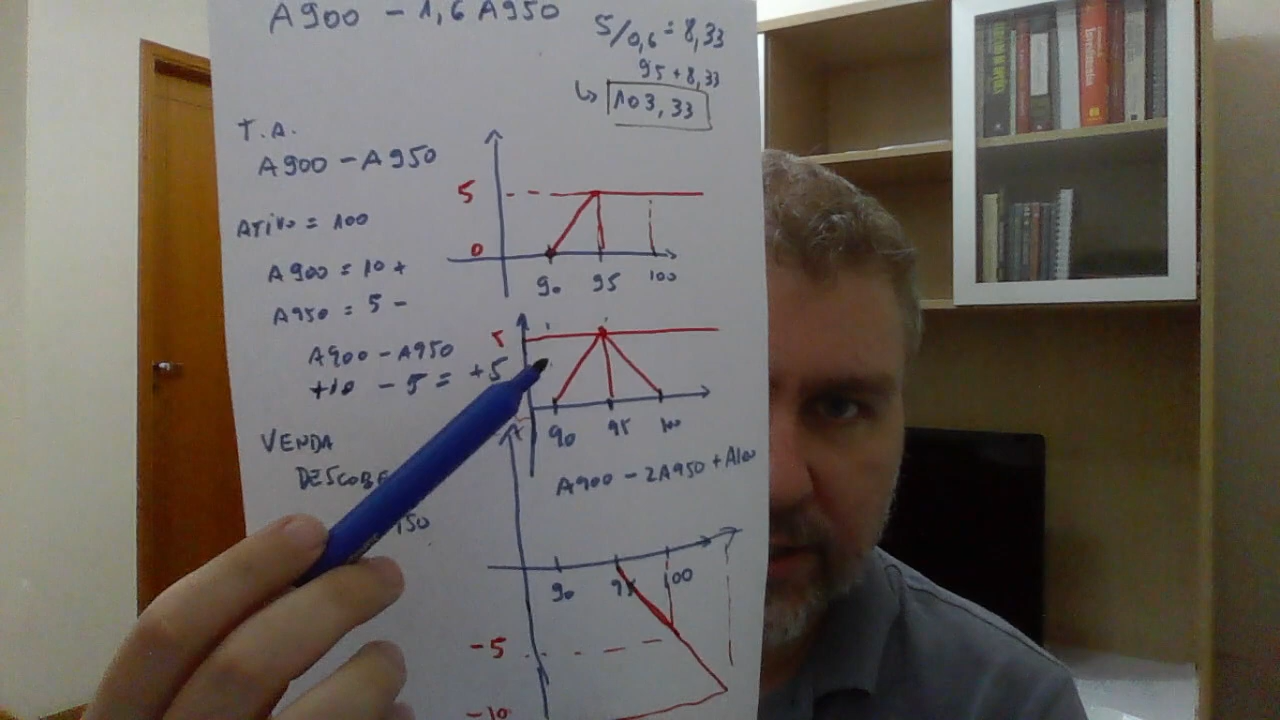 A900 - 1,6 A950
5/0,6 = 8,33
95 + 8,33
↳ 103,33
T.A.
A900 - A950
5
0
90 95 100
ATIVO = 100
A900 = 10 +
A950 = 5 -
A900 - A950
+10 - 5 = +5
5
90 95 100
A900 - 2A950 + A100
VENDA
90 95 100
-5
-10